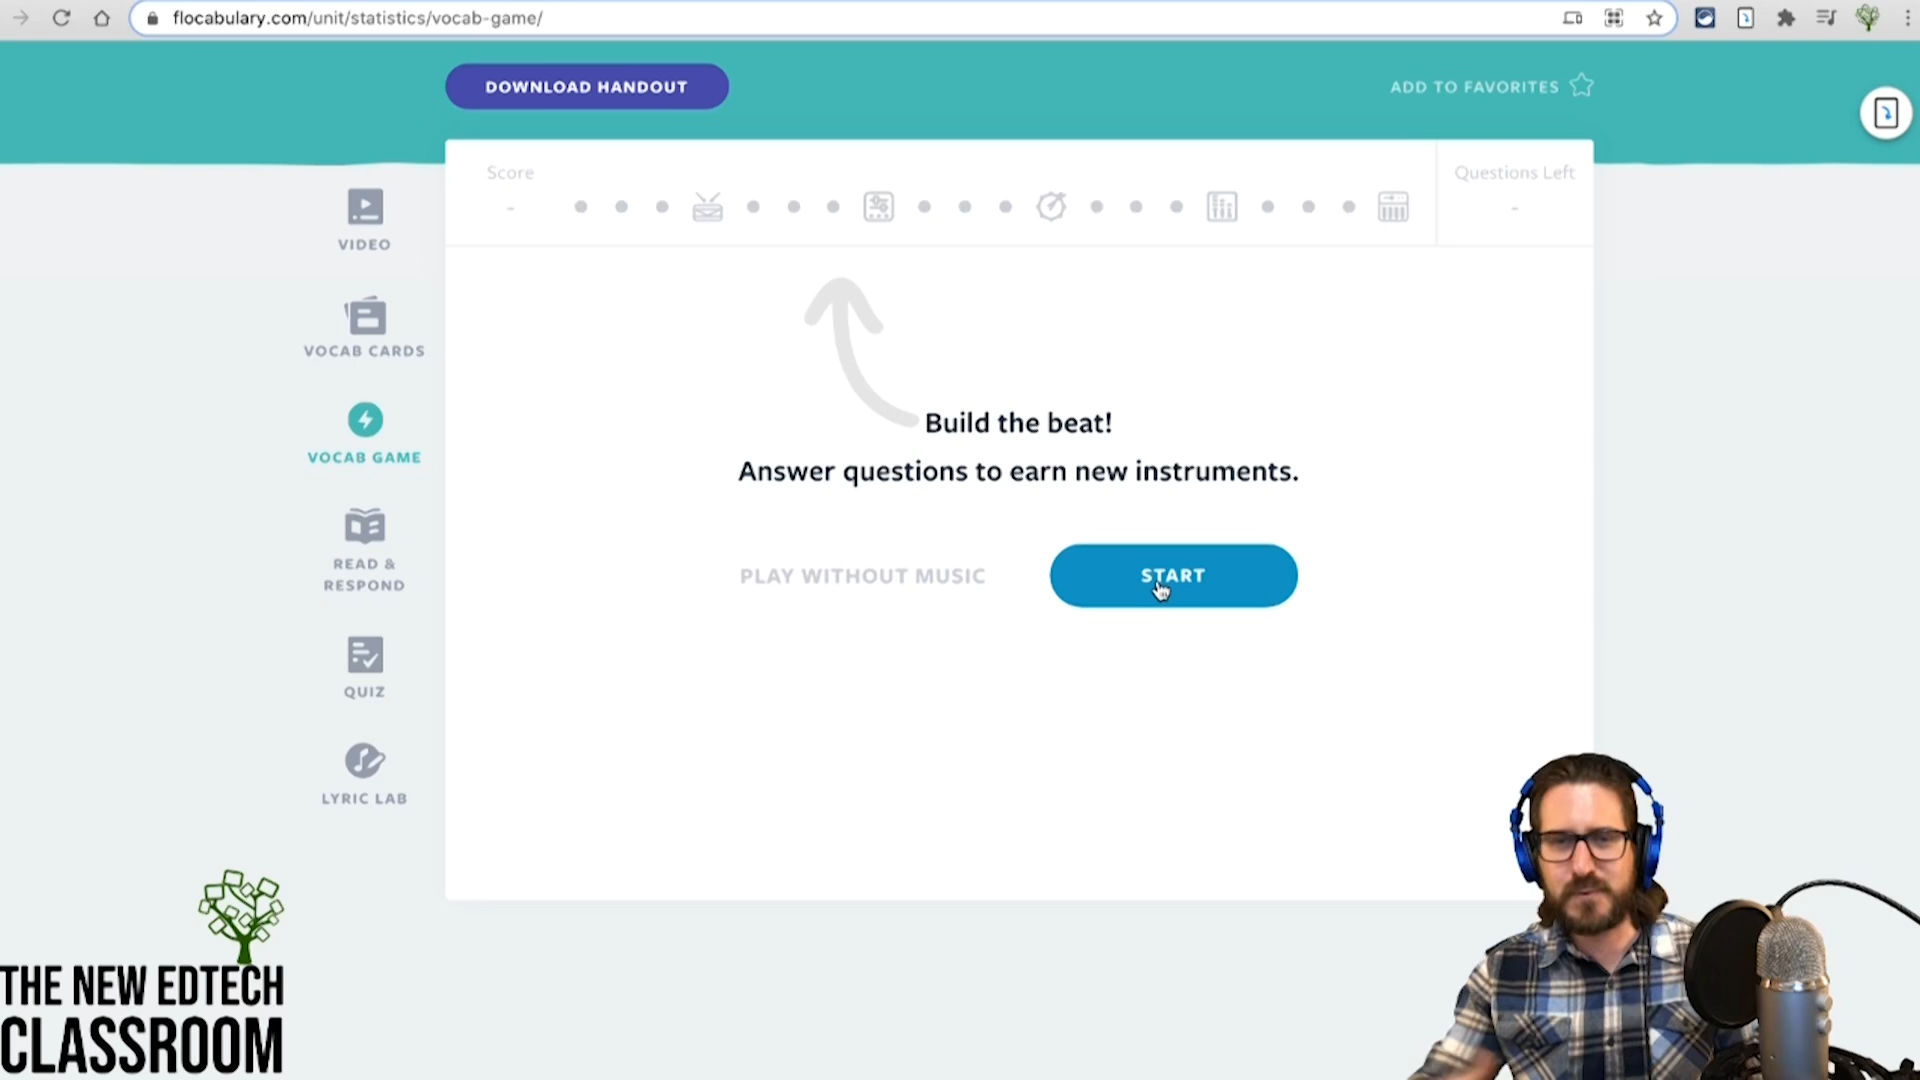 flocabulary.com/unit/statistics/vocab-game/
DOWNLOAD HANDOUT
ADD TO FAVORITES
Score
-
Questions Left
-
VIDEO
VOCAB CARDS
VOCAB GAME
READ &
RESPOND
QUIZ
LYRIC LAB
Build the beat!
Answer questions to earn new instruments.
PLAY WITHOUT MUSIC
START
THE NEW EDTECH
CLASSROOM